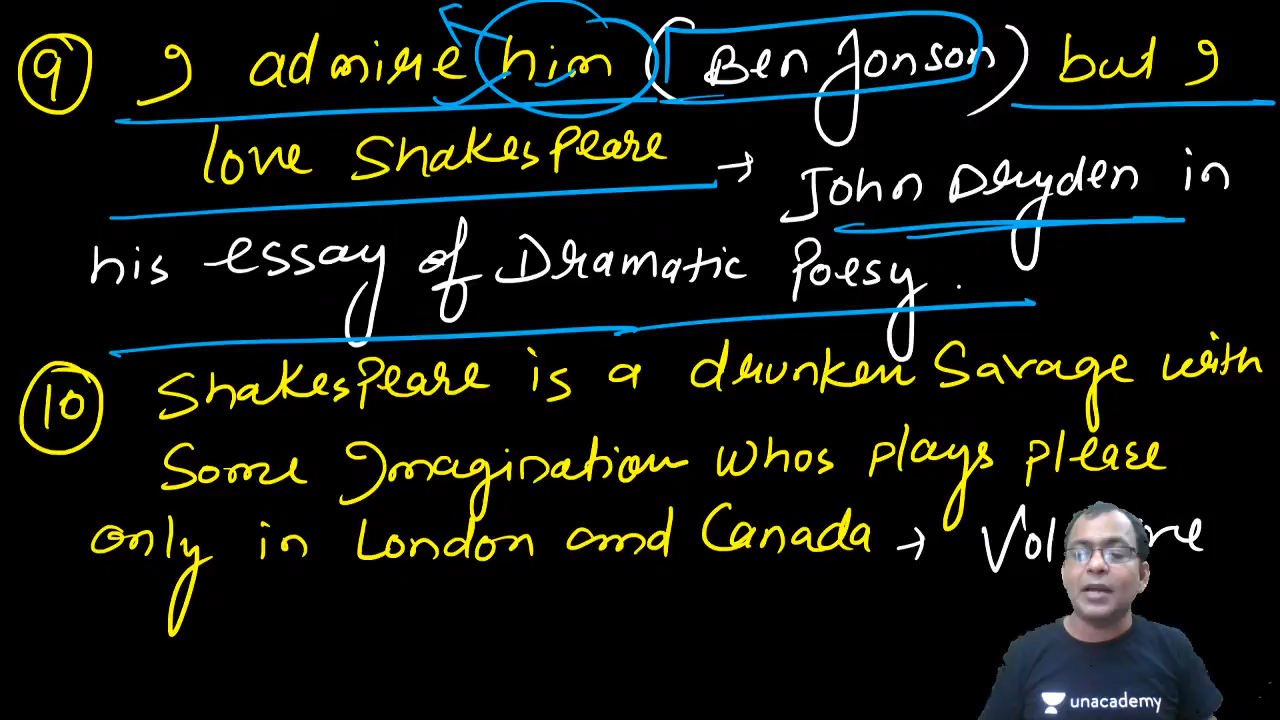 9 I admire him (Ben Jonson) but I
love Shakespeare → John Dryden in
his essay of Dramatic Poesy.
10 Shakespeare is a drunken Savage with
Some Imagination whos plays please
only in London and Canada →
unacademy